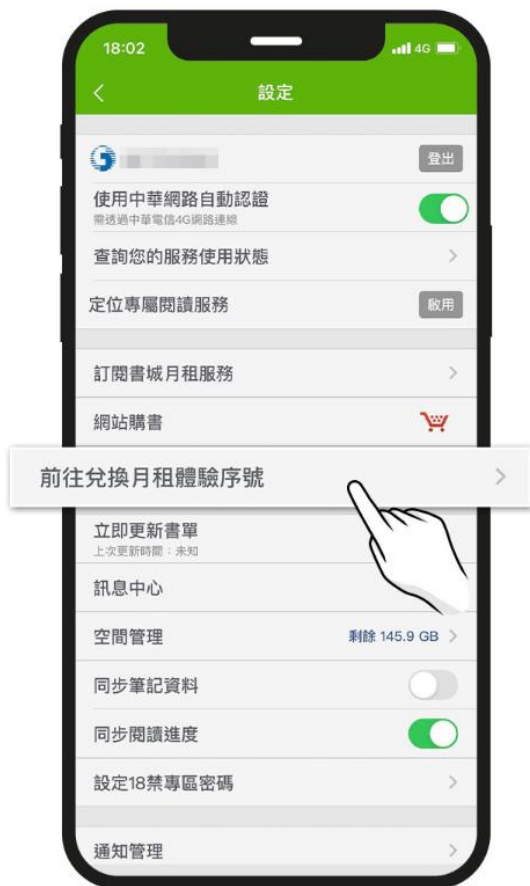 18:02
4G
設定
登出
使用中華網路自動認證
需透過中華電信4G網路連線
查詢您的服務使用狀態
定位專屬閱讀服務
啟用
訂閱書城月租服務
網站購書
前往兌換月租體驗序號
立即更新書單
上次更新時間：未知
訊息中心
空間管理
剩餘 145.9 GB
同步筆記資料
同步閱讀進度
設定18禁專區密碼
通知管理